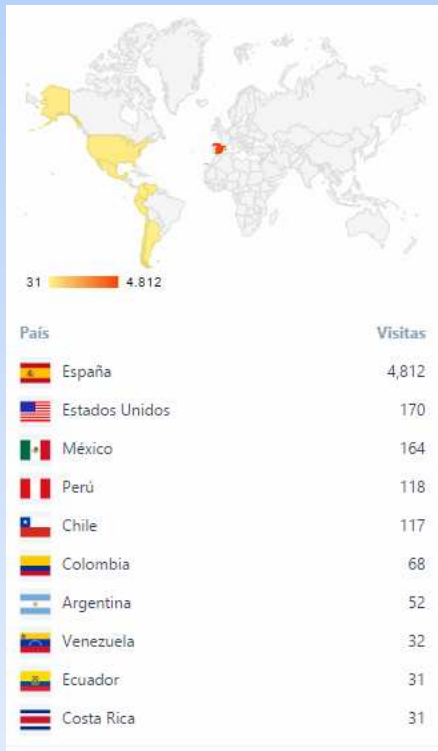 31 4.812
País Visitas
España 4,812
Estados Unidos 170
México 164
Perú 118
Chile 117
Colombia 68
Argentina 52
Venezuela 32
Ecuador 31
Costa Rica 31